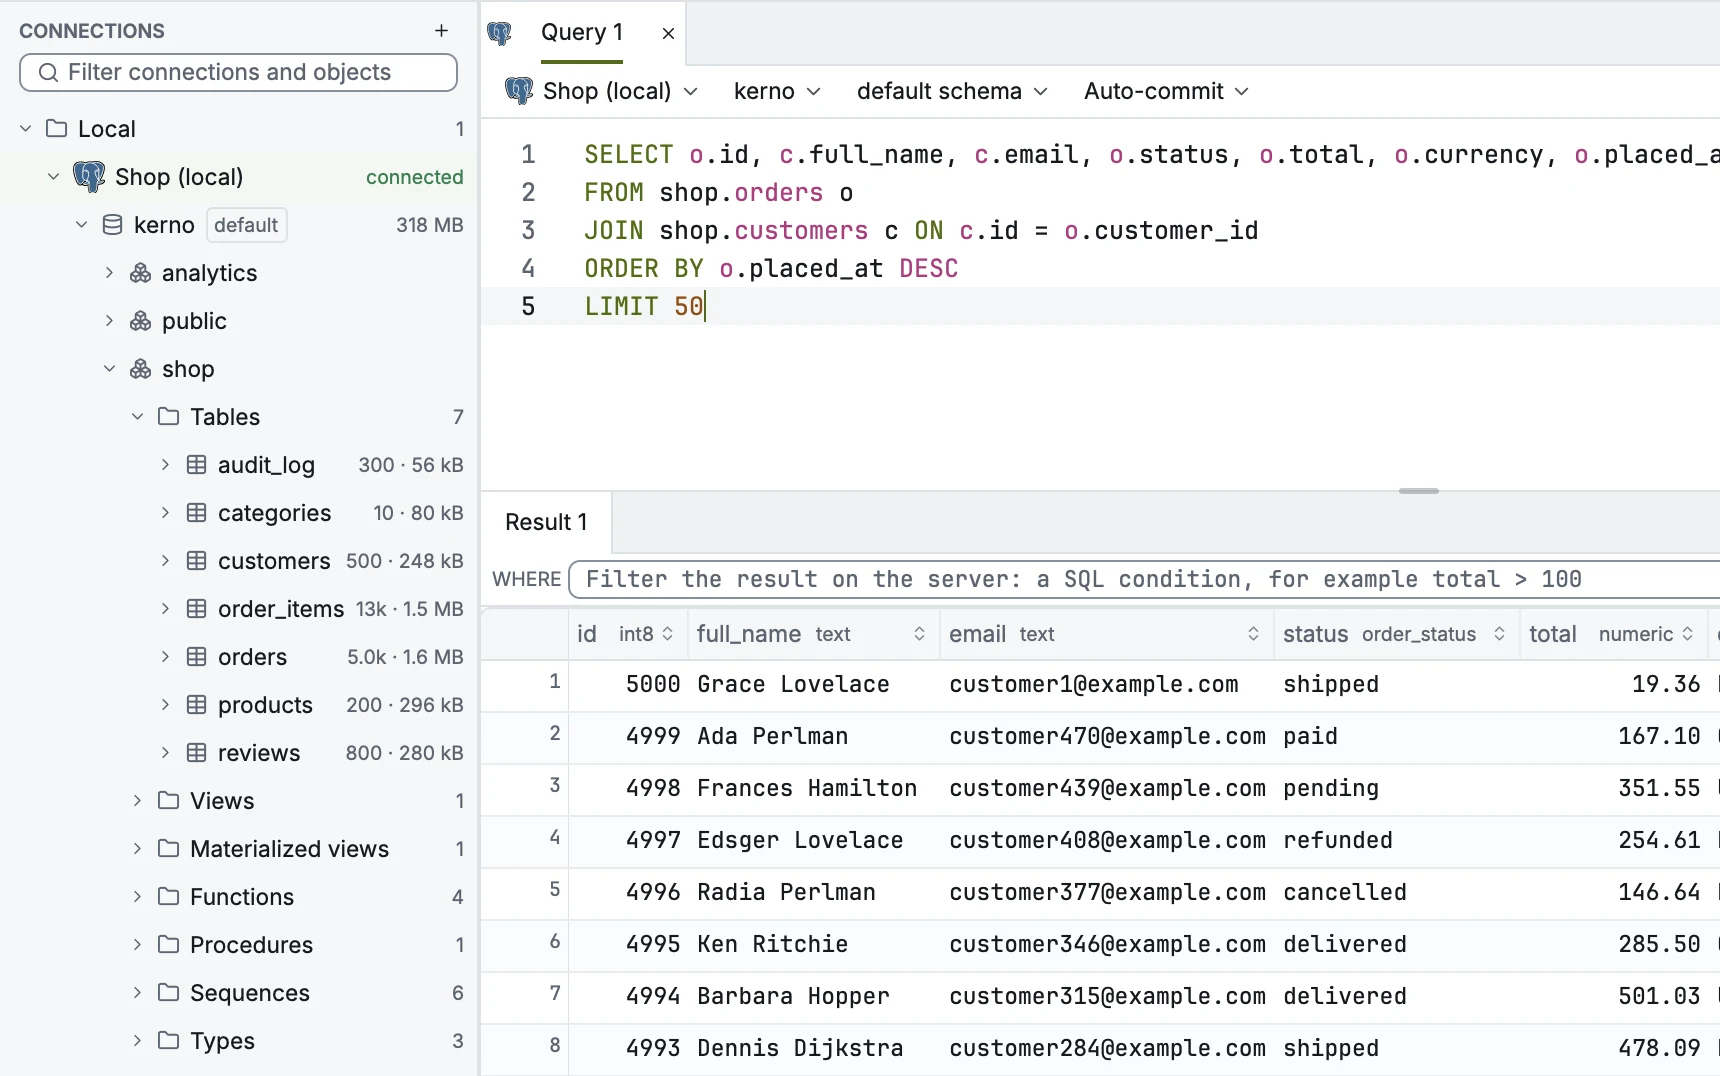 CONNECTIONS +
Filter connections and objects
Local 1
Shop (local) connected
kerno default 318 MB
analytics
public
shop
Tables 7
audit_log 300 · 56 kB
categories 10 · 80 kB
customers 500 · 248 kB
order_items 13k · 1.5 MB
orders 5.0k · 1.6 MB
products 200 · 296 kB
reviews 800 · 280 kB
Views 1
Materialized views 1
Functions 4
Procedures 1
Sequences 6
Types 3
Query 1 ×
Shop (local) kerno default schema Auto-commit
1 SELECT o.id, c.full_name, c.email, o.status, o.total, o.currency, o.placed_a
2 FROM shop.orders o
3 JOIN shop.customers c ON c.id = o.customer_id
4 ORDER BY o.placed_at DESC
5 LIMIT 50
Result 1
WHERE Filter the result on the server: a SQL condition, for example total > 100
id int8 full_name text email text status order_status total numeric
1 5000 Grace Lovelace customer1@example.com shipped 19.36
2 4999 Ada Perlman customer470@example.com paid 167.10
3 4998 Frances Hamilton customer439@example.com pending 351.55
4 4997 Edsger Lovelace customer408@example.com refunded 254.61
5 4996 Radia Perlman customer377@example.com cancelled 146.64
6 4995 Ken Ritchie customer346@example.com delivered 285.50
7 4994 Barbara Hopper customer315@example.com delivered 501.03
8 4993 Dennis Dijkstra customer284@example.com shipped 478.09